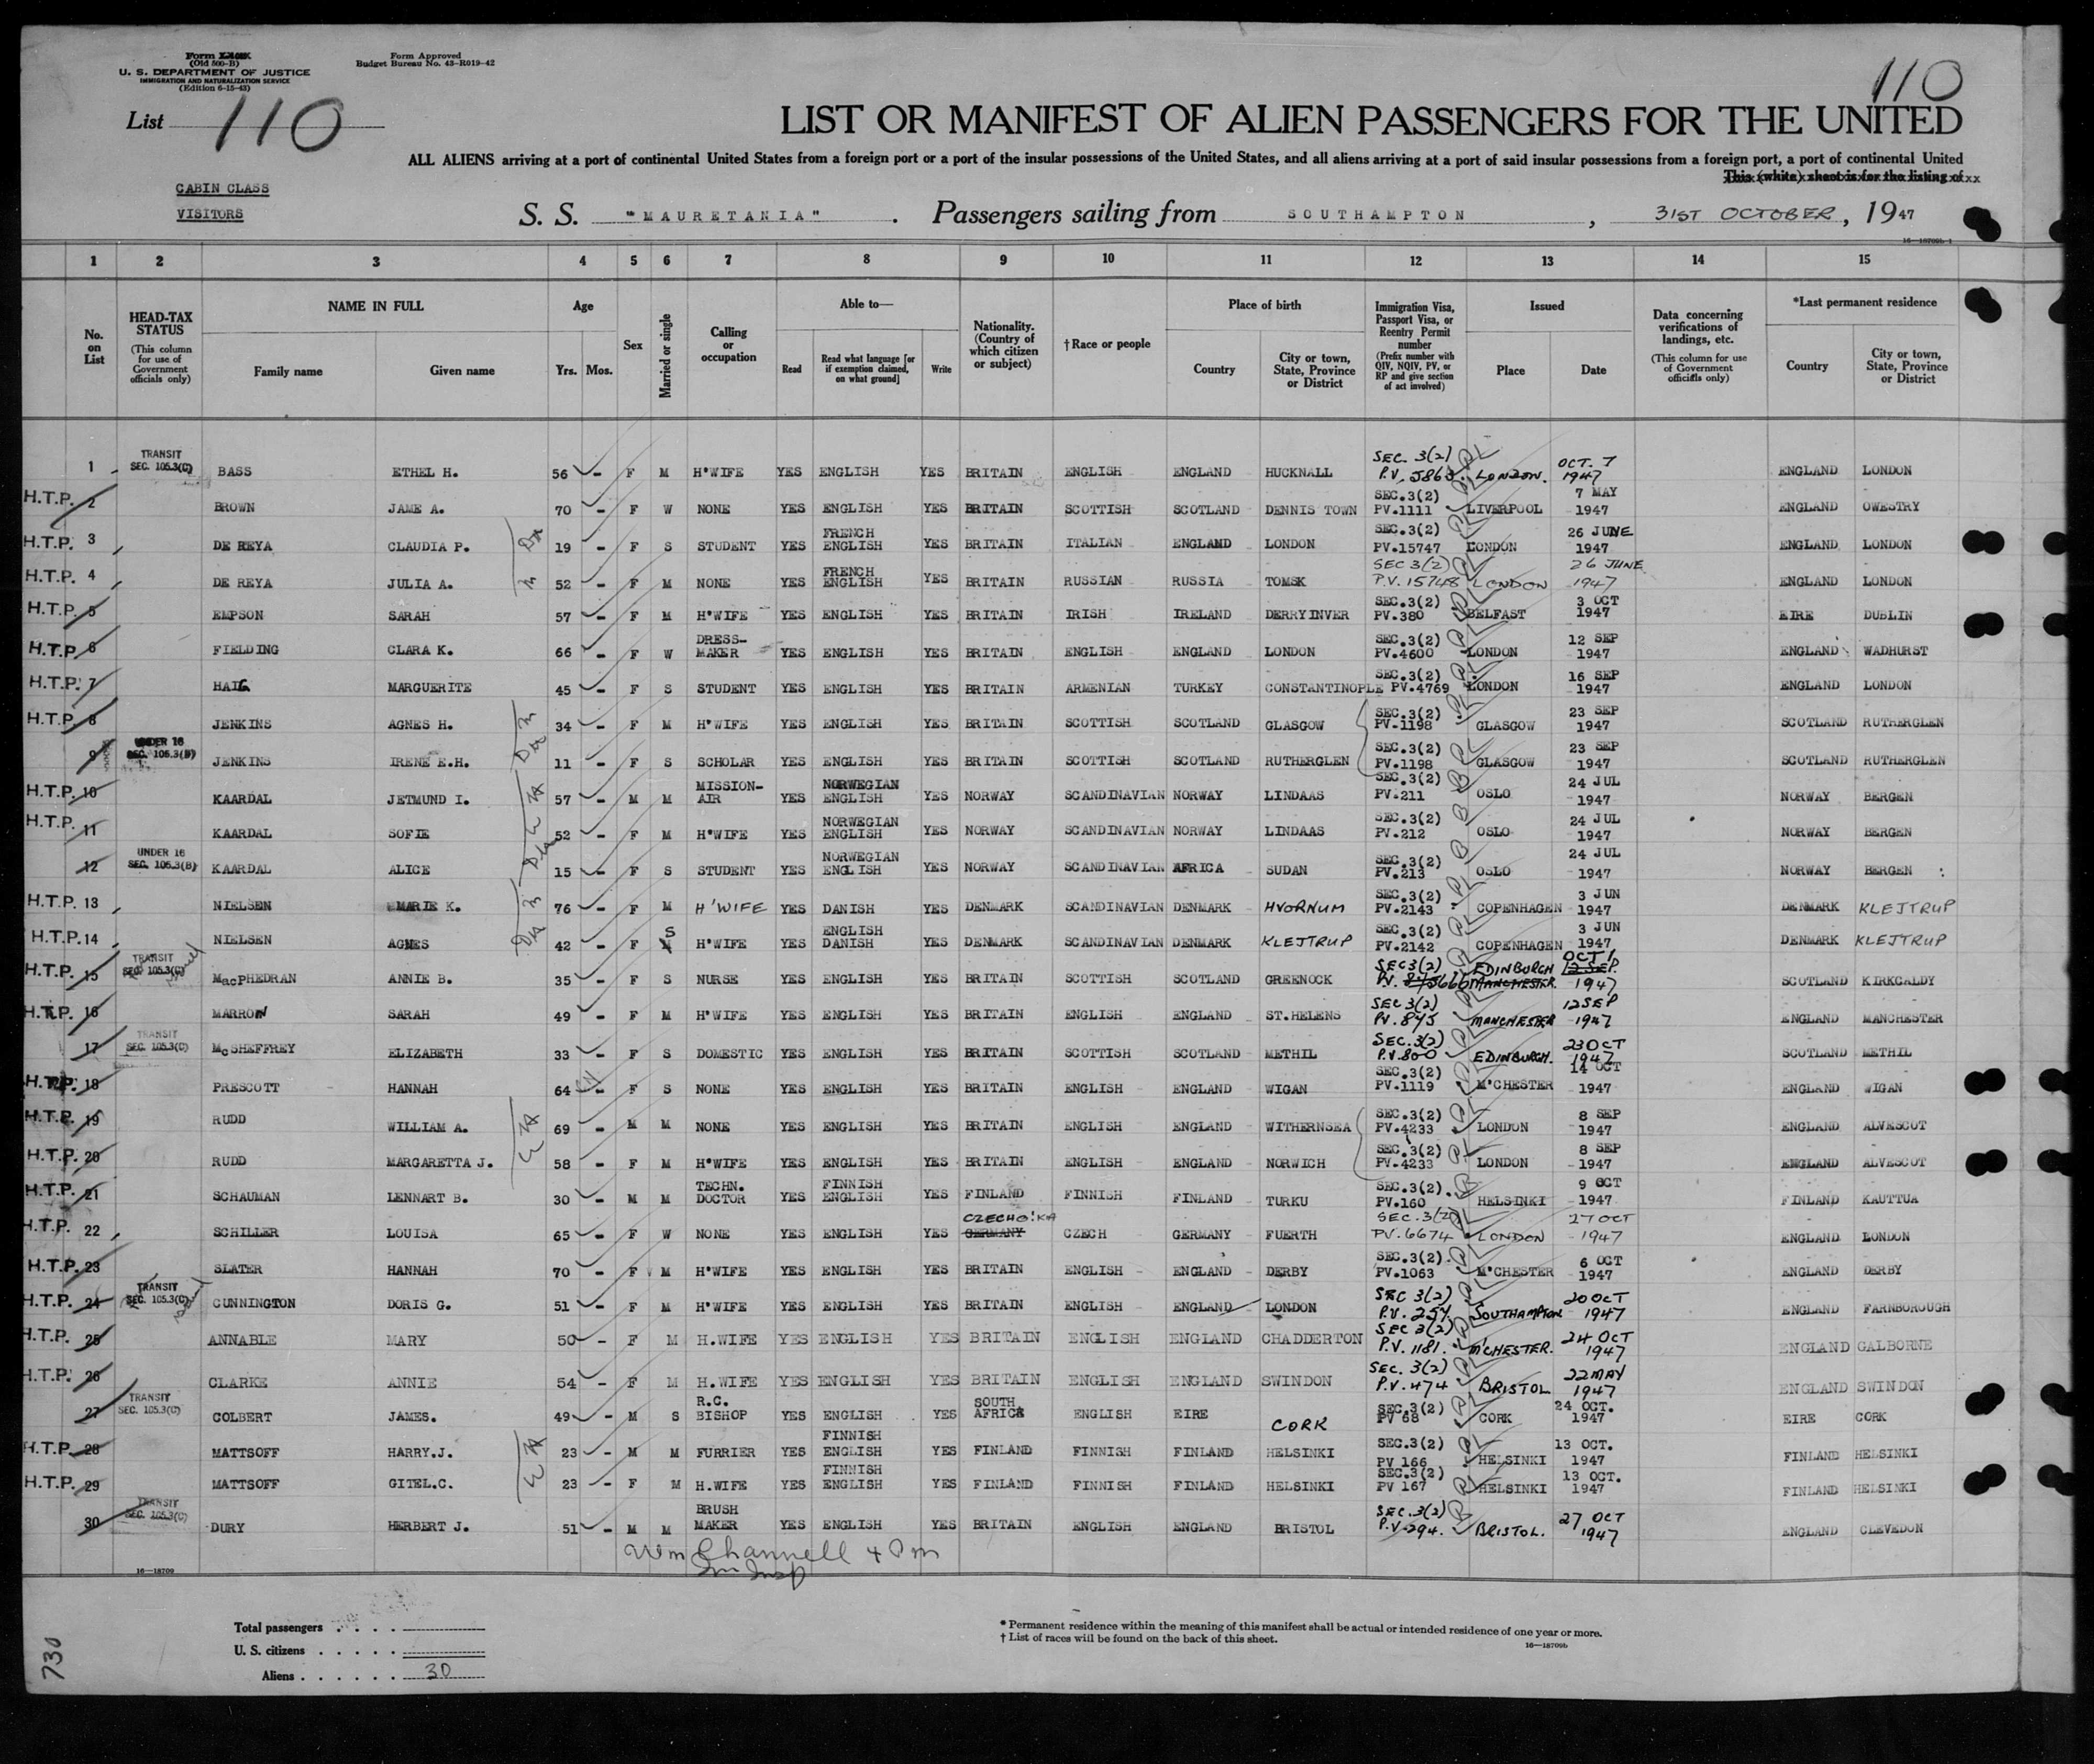 Form
(Old 500-B)
U. S. DEPARTMENT OF JUSTICE
IMMIGRATION AND NATURALIZATION SERVICE
(Edition 6-15-43)
Form Approved
Budget Bureau No. 43-R019-42
110
List 110
LIST OR MANIFEST OF ALIEN PASSENGERS FOR THE UNITED
ALL ALIENS arriving at a port of continental United States from a foreign port or a port of the insular possessions of the United States, and all aliens arriving at a port of said insular possessions from a foreign port, a port of continental United
This (white) sheet is for the listing of
CABIN CLASS
VISITORS
S. S. "MAURETANIA". Passengers sailing from SOUTHAMPTON, 31ST OCTOBER, 1947
16—18709b-1
1 2 3 4 5 6 7 8 9 10 11 12 13 14 15
No. on List
HEAD-TAX STATUS (This column for use of Government officials only)
NAME IN FULL Family name Given name
Age Yrs. Mos.
Sex
Married or single
Calling or occupation
Able to— Read Read what language [or if exemption claimed, on what ground] Write
Nationality. (Country of which citizen or subject)
†Race or people
Place of birth Country City or town, State, Province or District
Immigration Visa, Passport Visa, or Reentry Permit number (Prefix number with QIV, NQIV, PV, or RP and give section of act involved)
Issued Place Date
Data concerning verifications of landings, etc. (This column for use of Government officials only)
*Last permanent residence Country City or town, State, Province or District
1 TRANSIT SEC. 105.3(C) BASS ETHEL H. 56 - F M H'WIFE YES ENGLISH YES BRITAIN ENGLISH ENGLAND HUCKNALL SEC. 3(2) P.V. 5863 LONDON. OCT. 7 1947 ENGLAND LONDON
H.T.P. 2 BROWN JAME A. 70 - F W NONE YES ENGLISH YES BRITAIN SCOTTISH SCOTLAND DENNIS TOWN SEC.3(2) PV.1111 LIVERPOOL 7 MAY 1947 ENGLAND OWESTRY
H.T.P. 3 DE REYA CLAUDIA P. 19 - F S STUDENT YES FRENCH ENGLISH YES BRITAIN ITALIAN ENGLAND LONDON SEC.3(2) PV.15747 LONDON 26 JUNE 1947 ENGLAND LONDON
H.T.P. 4 DE REYA JULIA A. 52 - F M NONE YES FRENCH ENGLISH YES BRITAIN RUSSIAN RUSSIA TOMSK SEC 3(2) P.V. 15748 LONDON 26 JUNE 1947 ENGLAND LONDON
H.T.P. 5 EMPSON SARAH 57 - F M H'WIFE YES ENGLISH YES BRITAIN IRISH IRELAND DERRYINVER SEC.3(2) PV.380 BELFAST 3 OCT 1947 EIRE DUBLIN
H.T.P. 6 FIELDING CLARA K. 66 - F W DRESS-MAKER YES ENGLISH YES BRITAIN ENGLISH ENGLAND LONDON SEC.3(2) PV.4600 LONDON 12 SEP 1947 ENGLAND WADHURST
H.T.P. 7 HAIG MARGUERITE 45 - F S STUDENT YES ENGLISH YES BRITAIN ARMENIAN TURKEY CONSTANTINOPLE SEC.3(2) PV.4769 LONDON 16 SEP 1947 ENGLAND LONDON
H.T.P. 8 JENKINS AGNES H. 34 - F M H'WIFE YES ENGLISH YES BRITAIN SCOTTISH SCOTLAND GLASGOW SEC.3(2) PV.1198 GLASGOW 23 SEP 1947 SCOTLAND RUTHERGLEN
9 UNDER 16 SEC. 105.3(B) JENKINS IRENE E.H. 11 - F S SCHOLAR YES ENGLISH YES BRITAIN SCOTTISH SCOTLAND RUTHERGLEN SEC.3(2) PV.1198 GLASGOW 23 SEP 1947 SCOTLAND RUTHERGLEN
H.T.P. 10 KAARDAL JETMUND I. 57 - M M MISSION-AIR YES NORWEGIAN ENGLISH YES NORWAY SCANDINAVIAN NORWAY LINDAAS SEC.3(2) PV.211 OSLO 24 JUL 1947 NORWAY BERGEN
H.T.P. 11 KAARDAL SOFIE 52 - F M H'WIFE YES NORWEGIAN ENGLISH YES NORWAY SCANDINAVIAN NORWAY LINDAAS SEC.3(2) PV.212 OSLO 24 JUL 1947 NORWAY BERGEN
12 UNDER 16 SEC. 105.3(B) KAARDAL ALICE 15 - F S STUDENT YES NORWEGIAN ENGLISH YES NORWAY SCANDINAVIAN AFRICA SUDAN SEC.3(2) PV.213 OSLO 24 JUL 1947 NORWAY BERGEN
H.T.P. 13 NIELSEN MARIE K. 76 - F M H'WIFE YES DANISH YES DENMARK SCANDINAVIAN DENMARK HVORNUM SEC.3(2) PV.2143 COPENHAGEN 3 JUN 1947 DENMARK KLEJTRUP
H.T.P. 14 NIELSEN AGNES 42 - F S H'WIFE YES ENGLISH DANISH YES DENMARK SCANDINAVIAN DENMARK KLEJTRUP SEC.3(2) PV.2142 COPENHAGEN 3 JUN 1947 DENMARK KLEJTRUP
H.T.P. 15 TRANSIT SEC. 105.3(C) MacPHEDRAN ANNIE B. 35 - F S NURSE YES ENGLISH YES BRITAIN SCOTTISH SCOTLAND GREENOCK SEC 3(2) P.V. EDINBURGH MANCHESTER OCT 1 12 SEP. 1947 SCOTLAND KIRKCALDY
H.T.P. 16 MARRON SARAH 49 - F M H'WIFE YES ENGLISH YES BRITAIN ENGLISH ENGLAND ST.HELENS SEC 3(2) PV. 845 MANCHESTER 12 SEP 1947 ENGLAND MANCHESTER
17 TRANSIT SEC. 105.3(C) McSHEFFREY ELIZABETH 33 - F S DOMESTIC YES ENGLISH YES BRITAIN SCOTTISH SCOTLAND METHIL SEC.3(2) P.V.800 EDINBURGH. 23 OCT 1947 SCOTLAND METHIL
H.T.P. 18 PRESCOTT HANNAH 64 - F S NONE YES ENGLISH YES BRITAIN ENGLISH ENGLAND WIGAN SEC.3(2) PV.1119 M'CHESTER 14 OCT 1947 ENGLAND WIGAN
H.T.P. 19 RUDD WILLIAM A. 69 - M M NONE YES ENGLISH YES BRITAIN ENGLISH ENGLAND WITHERNSEA SEC.3(2) PV.4233 LONDON 8 SEP 1947 ENGLAND ALVESCOT
H.T.P. 20 RUDD MARGARETTA J. 58 - F M H'WIFE YES ENGLISH YES BRITAIN ENGLISH ENGLAND NORWICH SEC.3(2) PV.4233 LONDON 8 SEP 1947 ENGLAND ALVESCOT
H.T.P. 21 SCHAUMAN LENNART B. 30 - M M TECHN. DOCTOR YES FINNISH ENGLISH YES FINLAND FINNISH FINLAND TURKU SEC.3(2) PV.160 HELSINKI 9 OCT 1947 FINLAND KAUTTUA
H.T.P. 22 SCHILLER LOUISA 65 - F W NONE YES ENGLISH YES CZECHO'KA GERMANY CZECH GERMANY FUERTH SEC.3(2) PV.6674 LONDON 27 OCT 1947 ENGLAND LONDON
H.T.P. 23 SLATER HANNAH 70 - F M H'WIFE YES ENGLISH YES BRITAIN ENGLISH ENGLAND DERBY SEC.3(2) PV.1063 M'CHESTER 6 OCT 1947 ENGLAND DERBY
H.T.P. 24 TRANSIT SEC. 105.3(C) CUNNINGTON DORIS G. 51 - F M H'WIFE YES ENGLISH YES BRITAIN ENGLISH ENGLAND LONDON SEC 3(2) P.V. 257 SOUTHAMPTON 20 OCT 1947 ENGLAND FARNBOROUGH
H.T.P. 25 ANNABLE MARY 50 - F M H.WIFE YES ENGLISH YES BRITAIN ENGLISH ENGLAND CHADDERTON SEC 3(2) P.V. 1181. M'CHESTER. 24 OCT 1947 ENGLAND GALBORNE
H.T.P. 26 CLARKE ANNIE 54 - F M H.WIFE YES ENGLISH YES BRITAIN ENGLISH ENGLAND SWINDON SEC. 3(2) P.V. 474 BRISTOL 22 MAY 1947 ENGLAND SWINDON
27 TRANSIT SEC. 105.3(C) COLBERT JAMES. 49 - M S R.C. BISHOP YES ENGLISH YES SOUTH AFRICA ENGLISH EIRE CORK SEC.3(2) PV 68 CORK 24 OCT. 1947 EIRE CORK
H.T.P. 28 MATTSOFF HARRY.J. 23 - M M FURRIER YES FINNISH ENGLISH YES FINLAND FINNISH FINLAND HELSINKI SEC.3(2) PV 166 HELSINKI 13 OCT. 1947 FINLAND HELSINKI
H.T.P. 29 MATTSOFF GITEL.C. 23 - F M H.WIFE YES FINNISH ENGLISH YES FINLAND FINNISH FINLAND HELSINKI SEC.3(2) PV 167 HELSINKI 13 OCT. 1947 FINLAND HELSINKI
30 TRANSIT SEC. 105.3(C) DURY HERBERT J. 51 - M M BRUSH MAKER YES ENGLISH YES BRITAIN ENGLISH ENGLAND BRISTOL SEC.3(2) P.V.294. BRISTOL. 27 OCT 1947 ENGLAND CLEVEDON
Wm Channell
16—18709
Total passengers
U. S. citizens
Aliens 30
* Permanent residence within the meaning of this manifest shall be actual or intended residence of one year or more.
† List of races will be found on the back of this sheet.
16—18709b
730